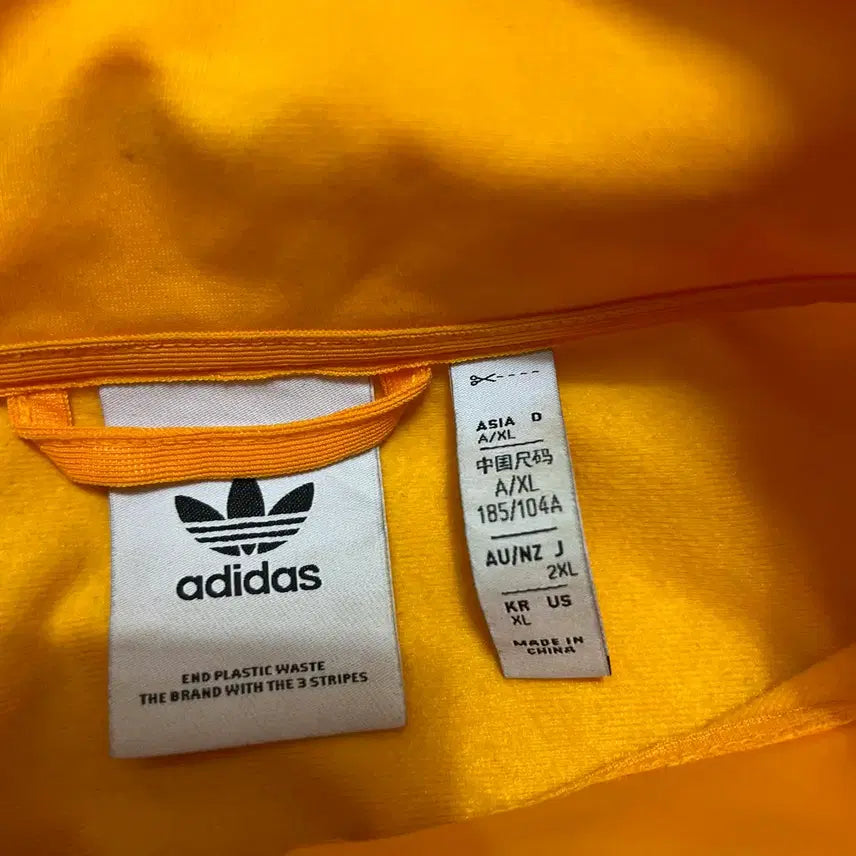 adidas
END PLASTIC WASTE
THE BRAND WITH THE 3 STRIPES
ASIA D
A/XL
中国尺码
A/XL
185/104A
AU/NZ J
2XL
KR US
XL
MADE IN
CHINA